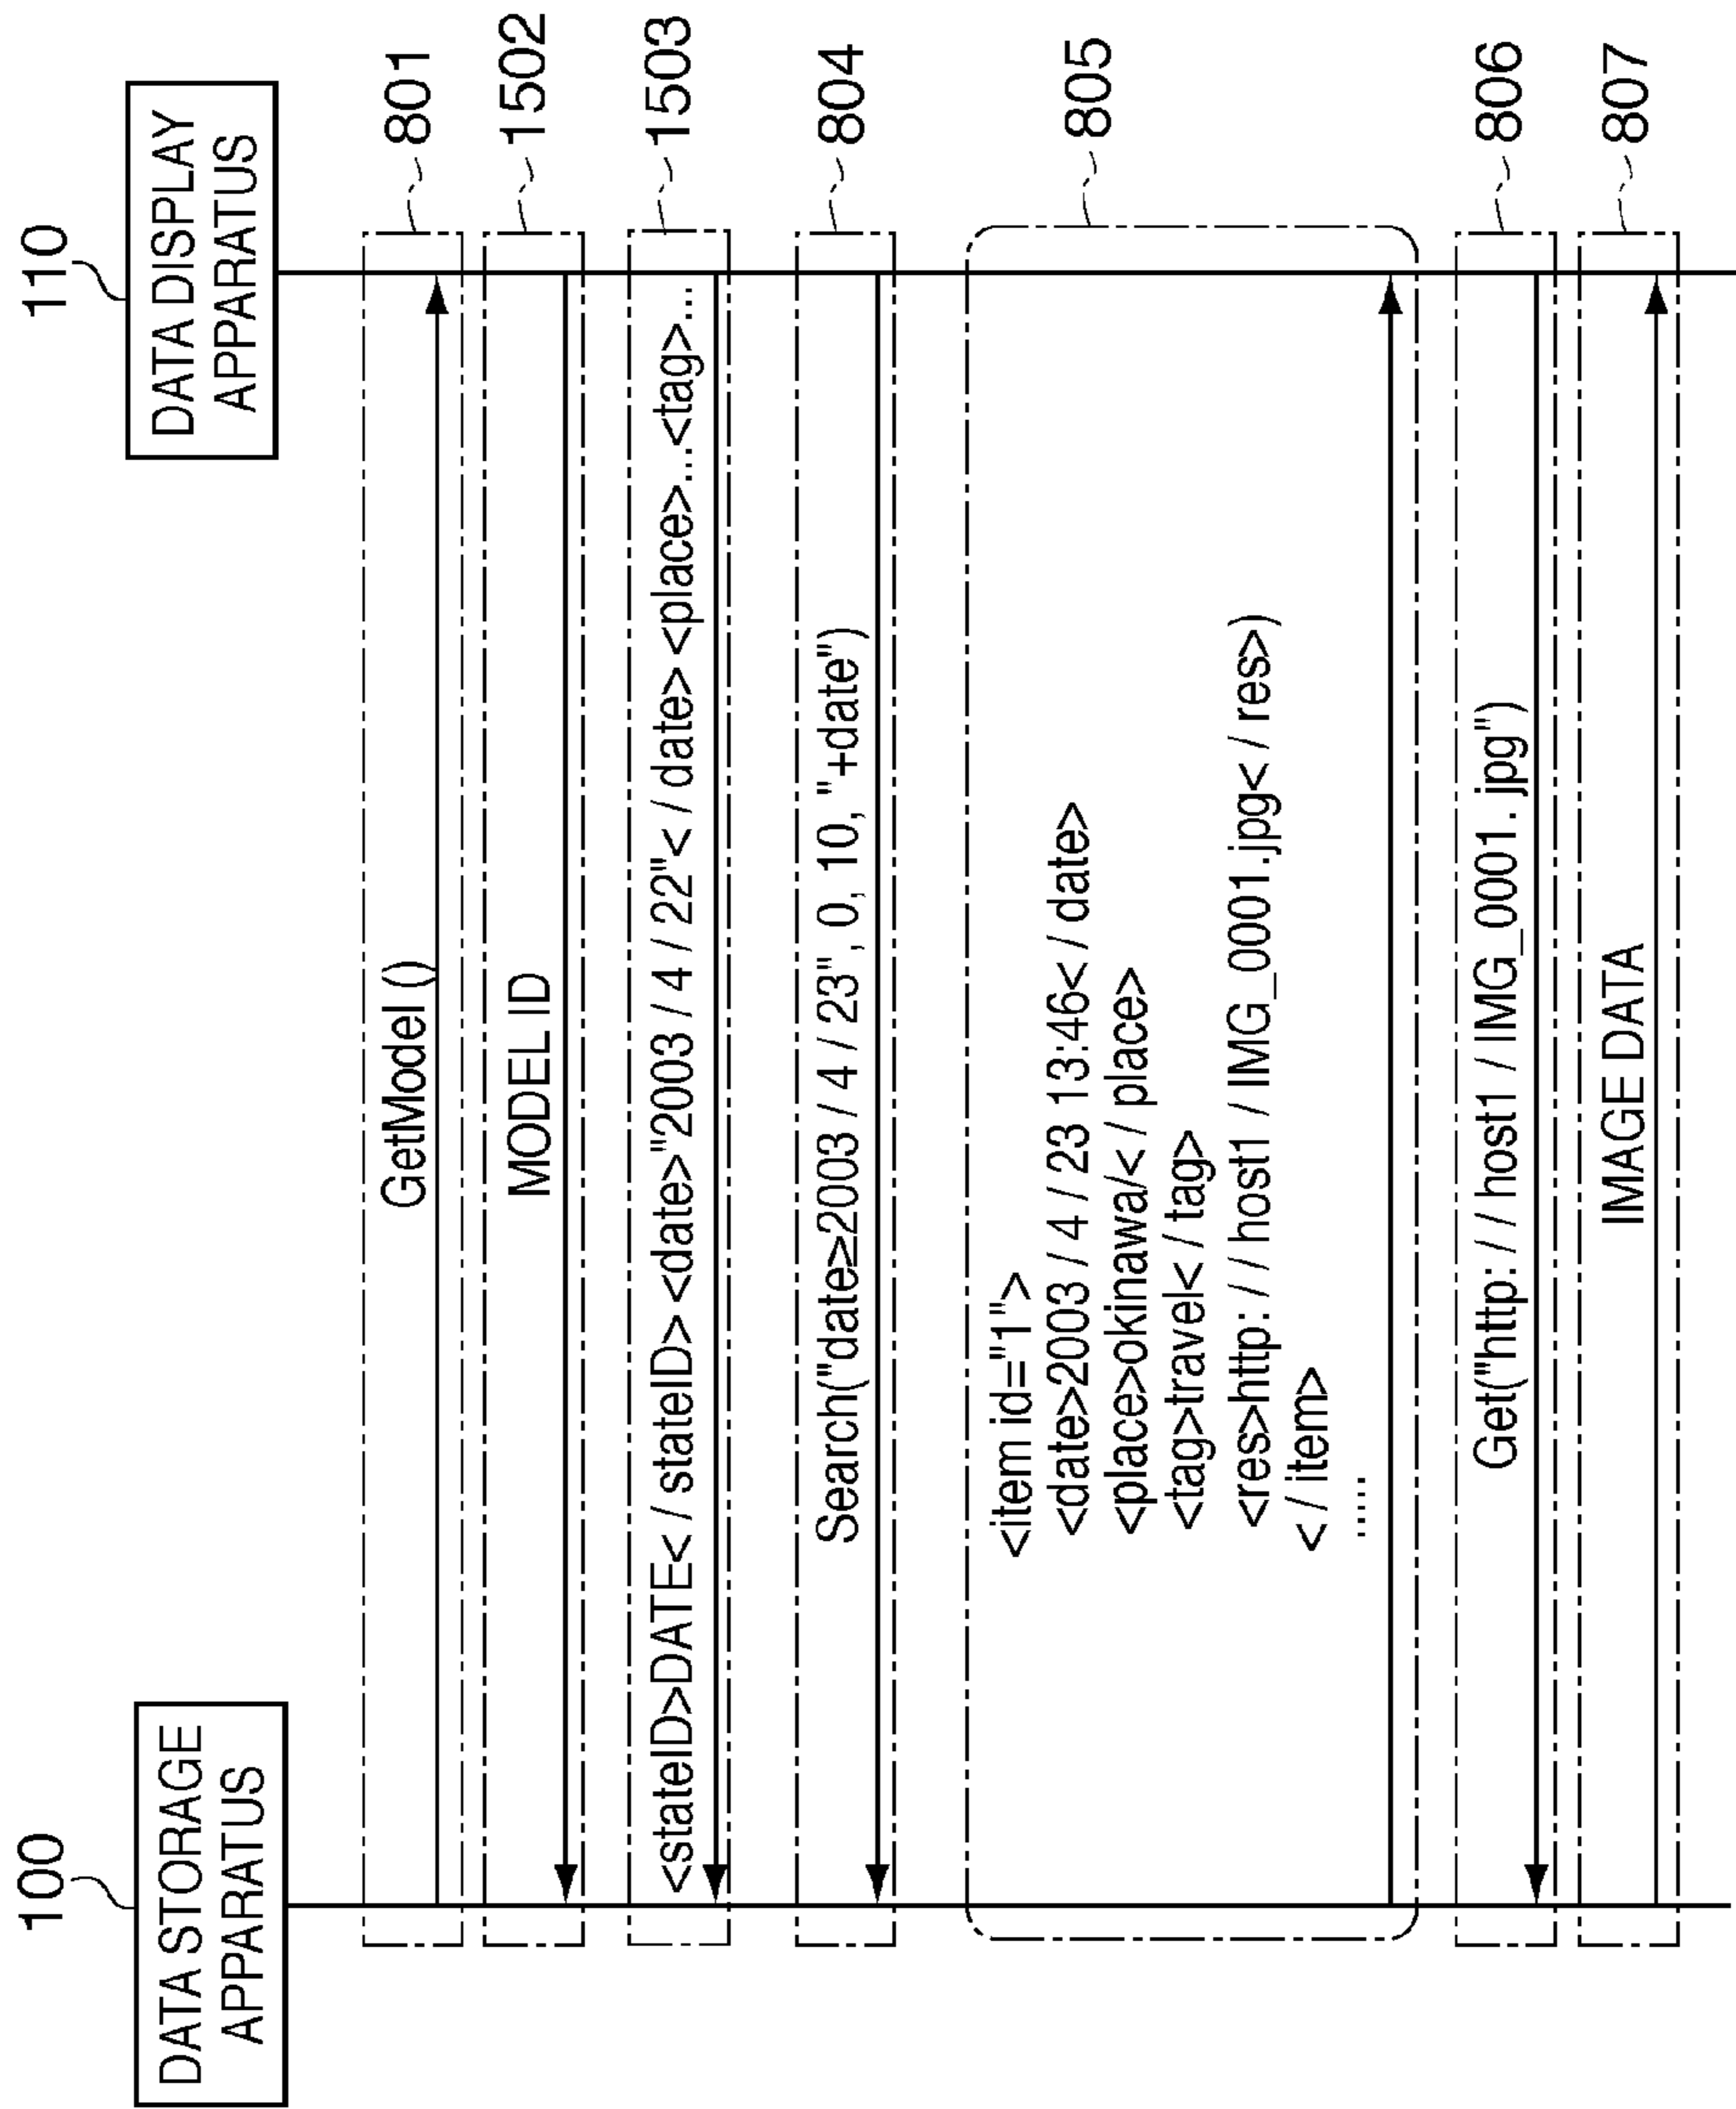 100
DATA STORAGE
APPARATUS
110
DATA DISPLAY
APPARATUS
GetModel ()
801
MODEL ID
1502
<stateID>DATE< / stateID> <date>"2003 / 4 / 22"< / date> <place>...<tag>...
1503
Search("date≥2003 / 4 / 23", 0, 10, "+date")
804
<item id="1">
<date>2003 / 4 / 23 13:46< / date>
<place>okinawa/< / place>
<tag>travel< / tag>
<res>http: / / host1 / IMG_0001.jpg< / res>)
< / item>
.....
805
Get("http: / / host1 / IMG_0001. jpg")
806
IMAGE DATA
807